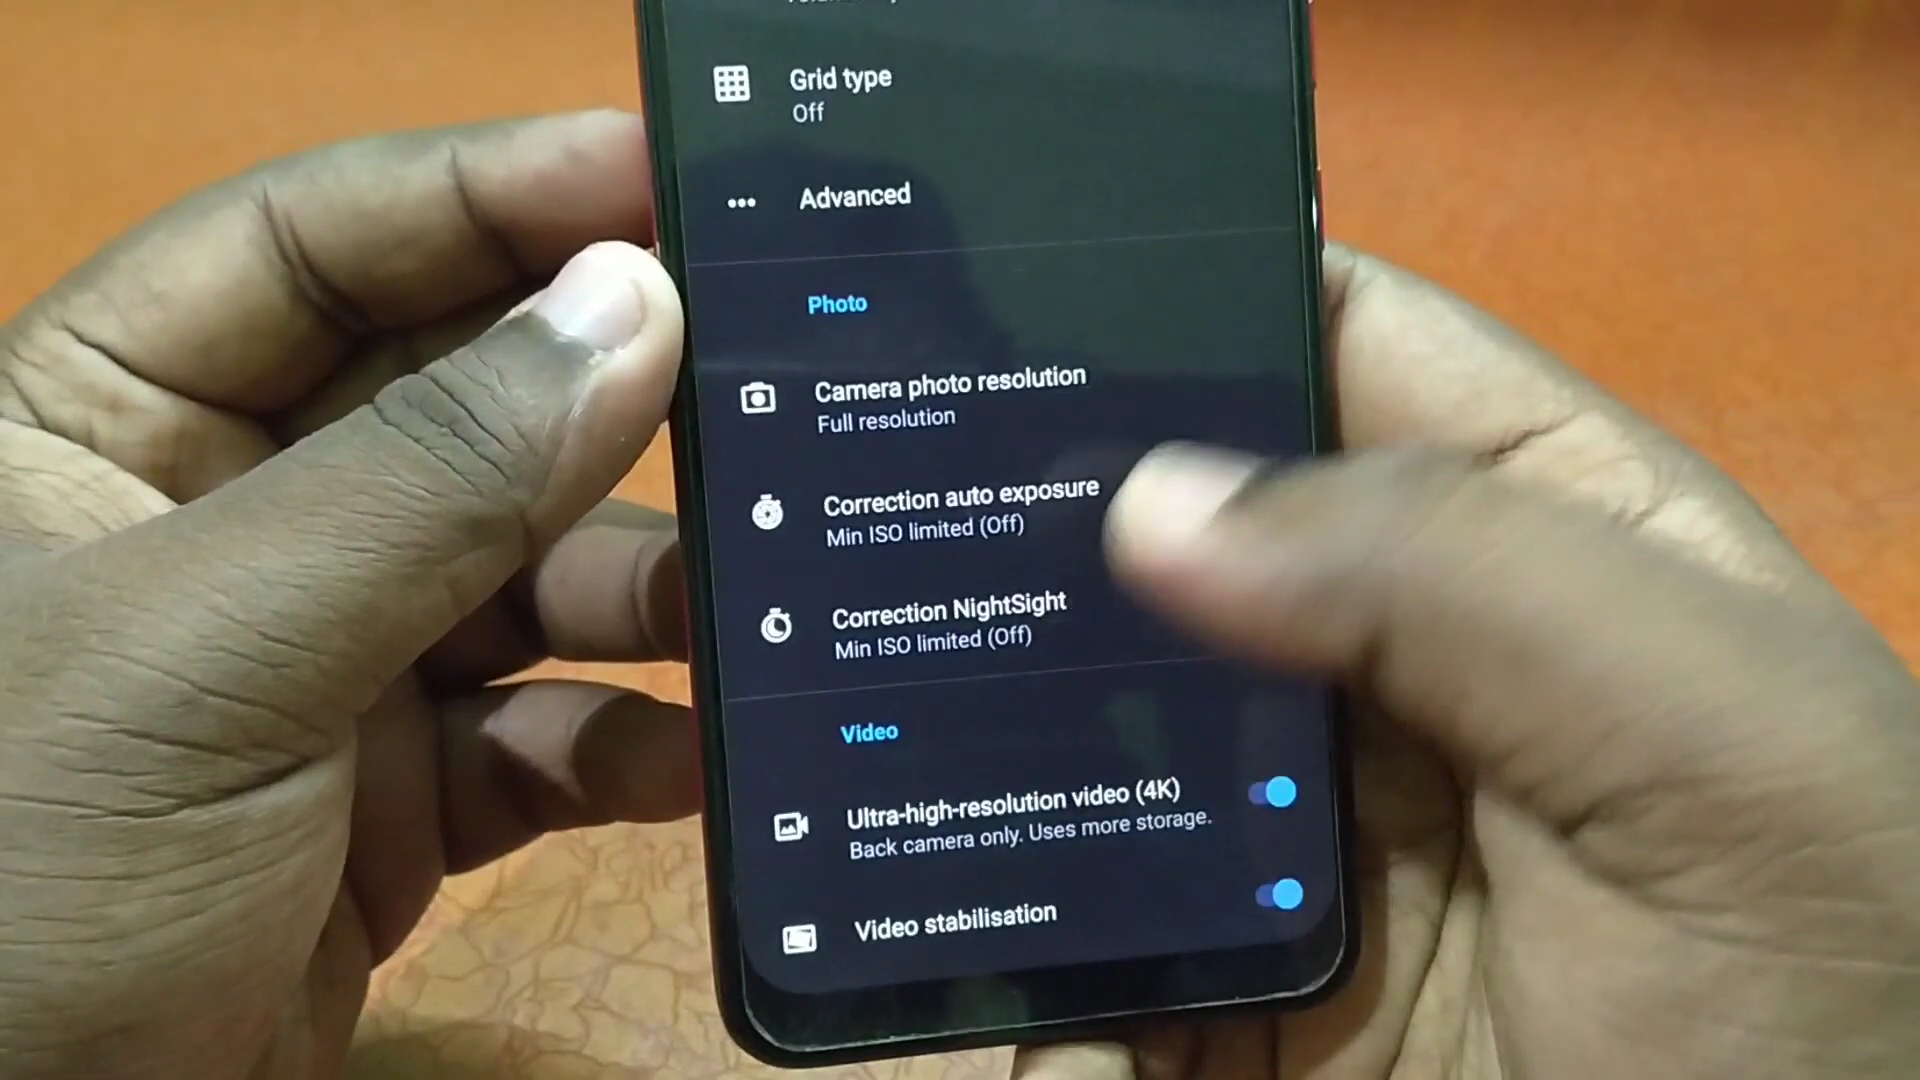 Grid type
Off
Advanced
Photo
Camera photo resolution
Full resolution
Correction auto exposure
Min ISO limited (Off)
Correction NightSight
Min ISO limited (Off)
Video
Ultra-high-resolution video (4K)
Back camera only. Uses more storage.
Video stabilisation